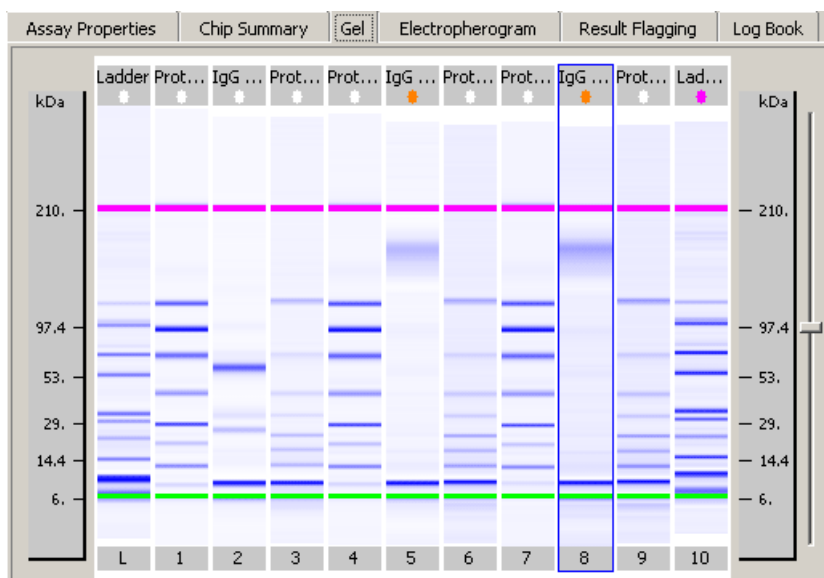 Assay Properties Chip Summary Gel Electropherogram Result Flagging Log Book
Ladder Prot... IgG ... Prot... Prot... IgG ... Prot... Prot... IgG ... Prot... Lad...
kDa kDa
210. 210.
97.4 97.4
53. 53.
29. 29.
14.4 14.4
6. 6.
L 1 2 3 4 5 6 7 8 9 10